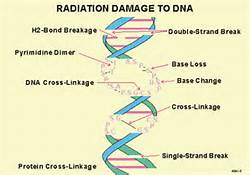 RADIATION DAMAGE TO DNA
H2-Bond Breakage
Double-Strand Break
Pyrimidine Dimer
Base Loss
Base Change
DNA Cross-Linkage
Cross-Linkage
Single-Strand Break
Protein Cross-Linkage